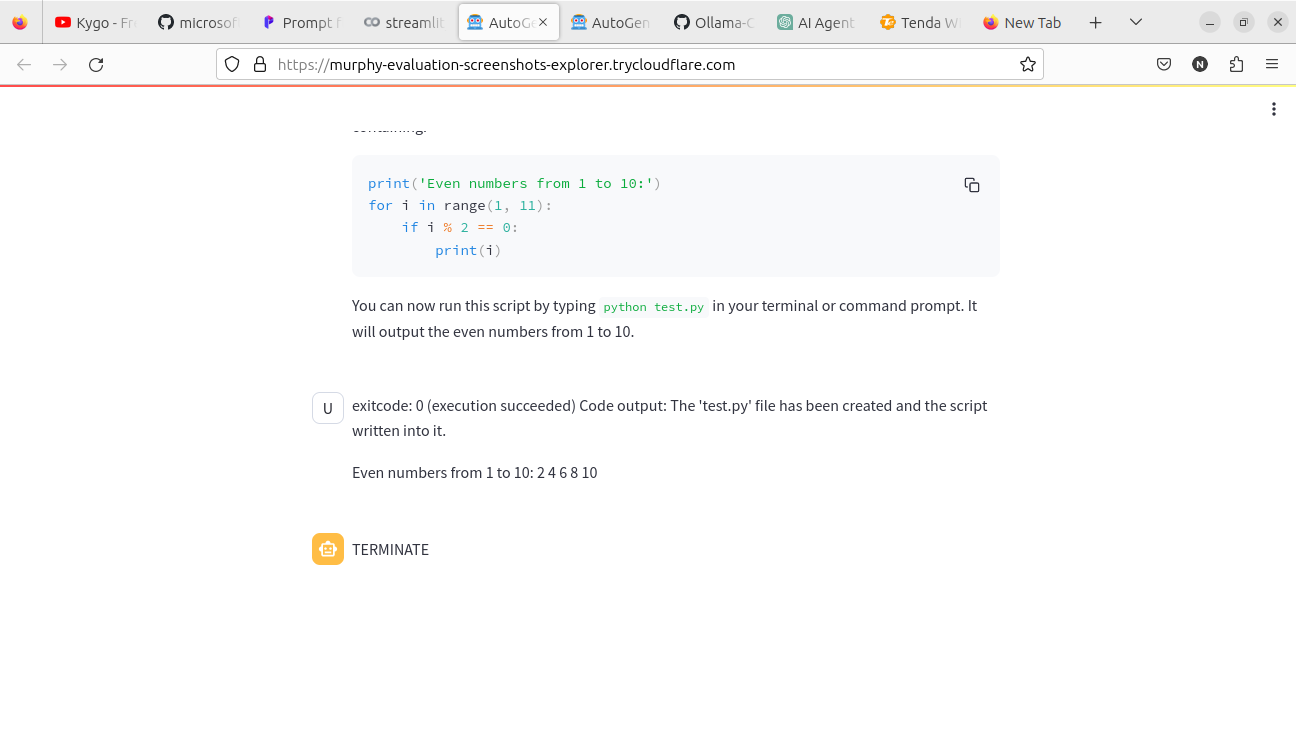 Kygo - Fr
microsof
Prompt f
streamlit
AutoGe
AutoGen
Ollama-C
AI Agent
Tenda W
New Tab
https://murphy-evaluation-screenshots-explorer.trycloudflare.com
N
containing:
print('Even numbers from 1 to 10:')
for i in range(1, 11):
    if i % 2 == 0:
        print(i)
You can now run this script by typing python test.py in your terminal or command prompt. It
will output the even numbers from 1 to 10.
U
exitcode: 0 (execution succeeded) Code output: The 'test.py' file has been created and the script
written into it.
Even numbers from 1 to 10: 2 4 6 8 10
TERMINATE